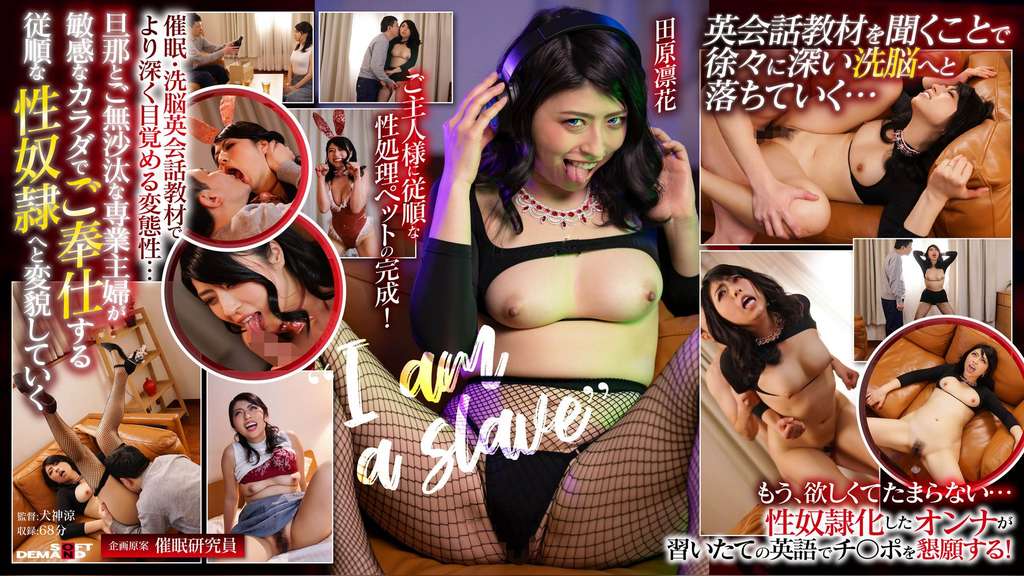 英会話教材を聞くことで
徐々に深い洗脳へと
落ちていく…
田原凛花
ご主人様に従順な
性処理ペットの完成!
催眠・洗脳英会話教材で
より深く目覚める変態性…
旦那とご無沙汰な専業主婦が
敏感なカラダでご奉仕する
従順な性奴隷へと変貌していく
"I am
a slave"
もう、欲しくてたまらない…
性奴隷化したオンナが
習いたての英語でチ〇ポを懇願する!
監督:犬神涼
収録:68分
SOFT ON
DEMAND
企画原案 催眠研究員